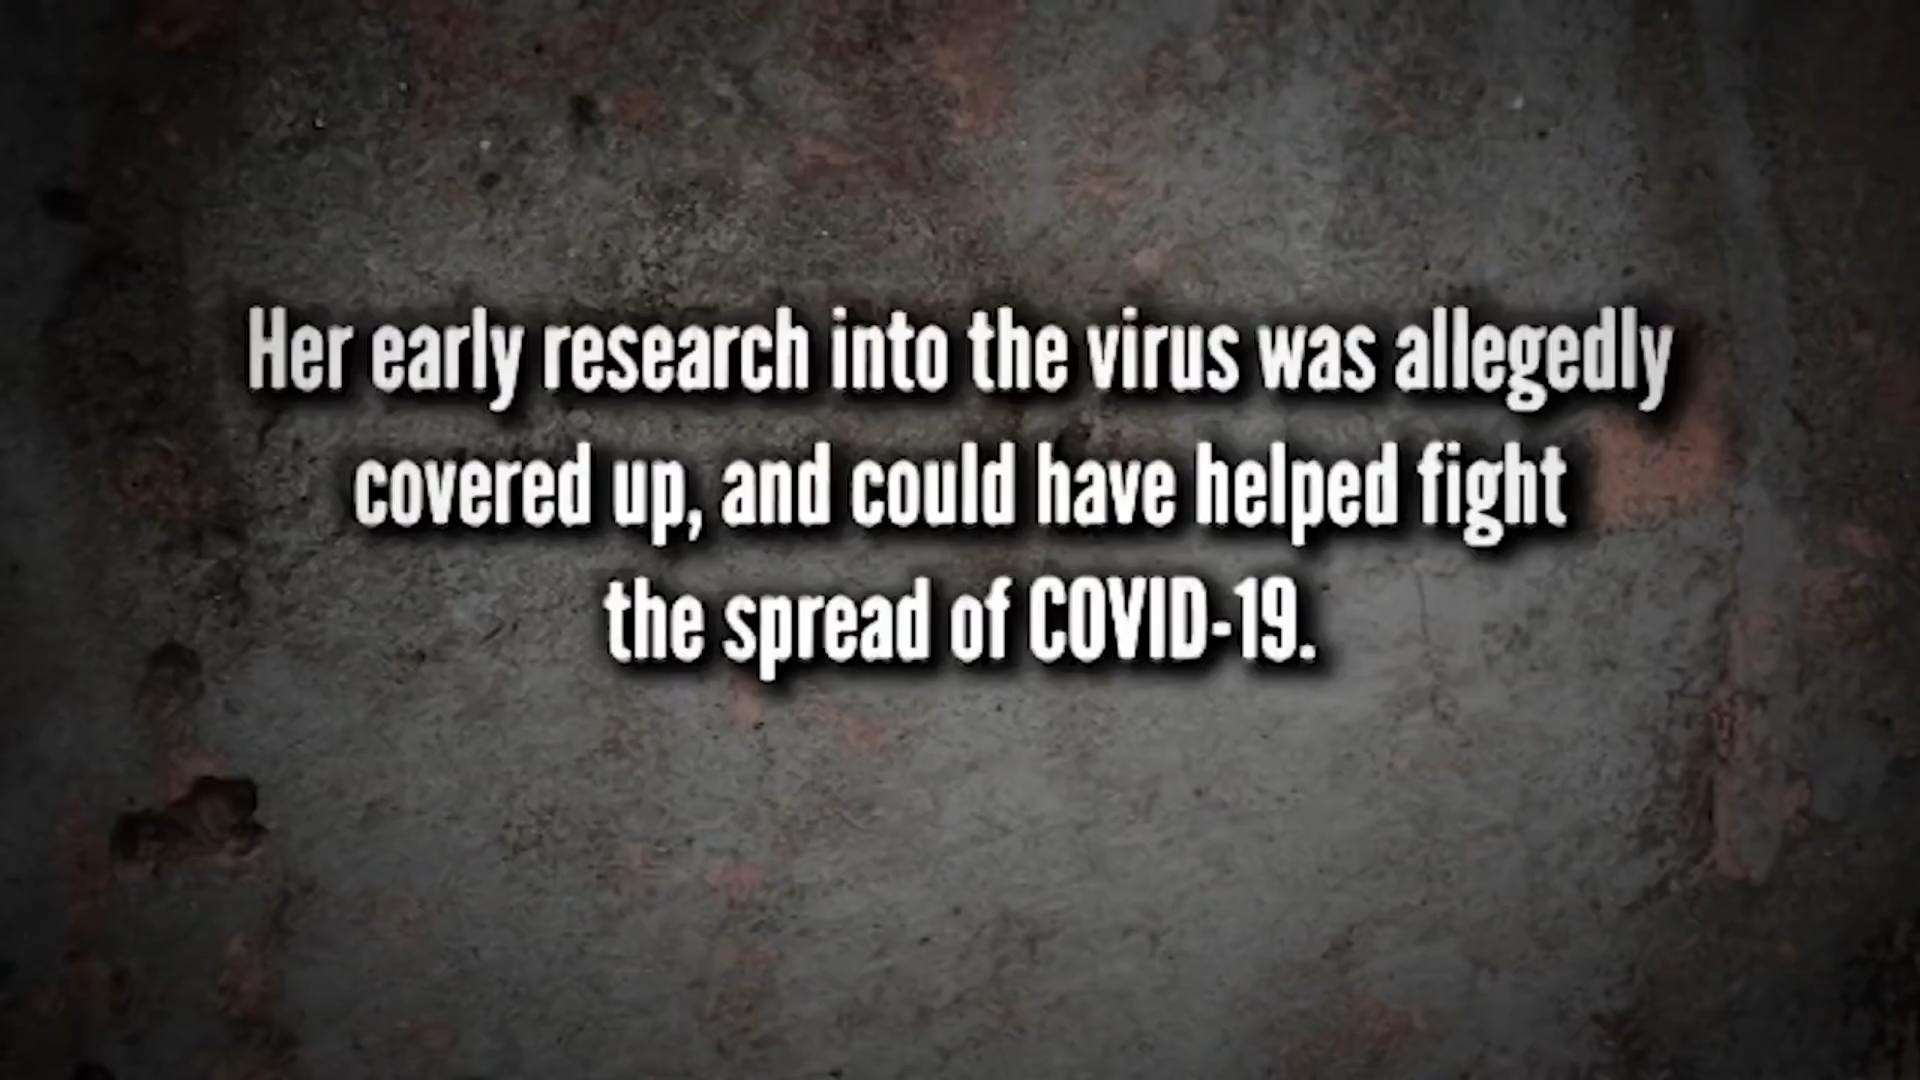 Her early research into the virus was allegedly
covered up, and could have helped fight
the spread of COVID-19.